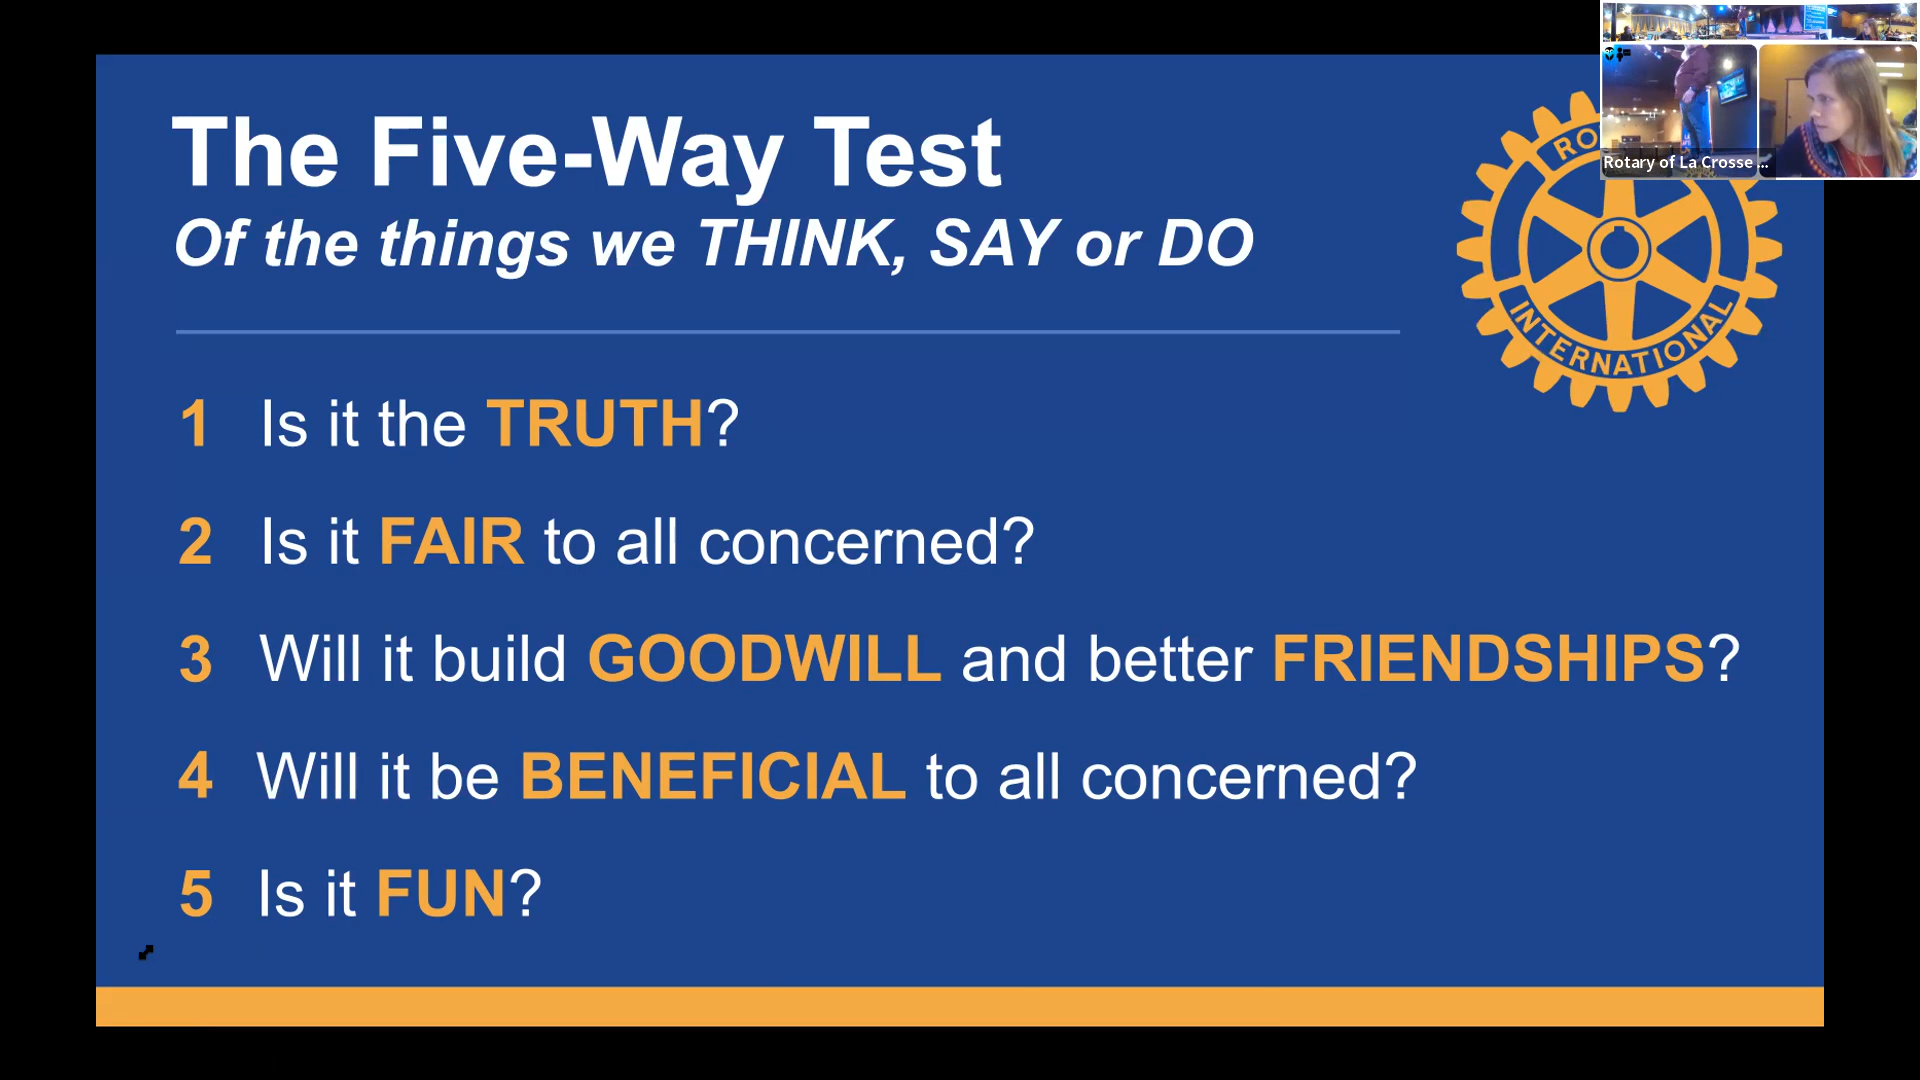 The Five-Way Test
Of the things we THINK, SAY or DO
RO
INTERNATIONAL
Rotary of La Crosse ...
1 Is it the TRUTH?
2 Is it FAIR to all concerned?
3 Will it build GOODWILL and better FRIENDSHIPS?
4 Will it be BENEFICIAL to all concerned?
5 Is it FUN?